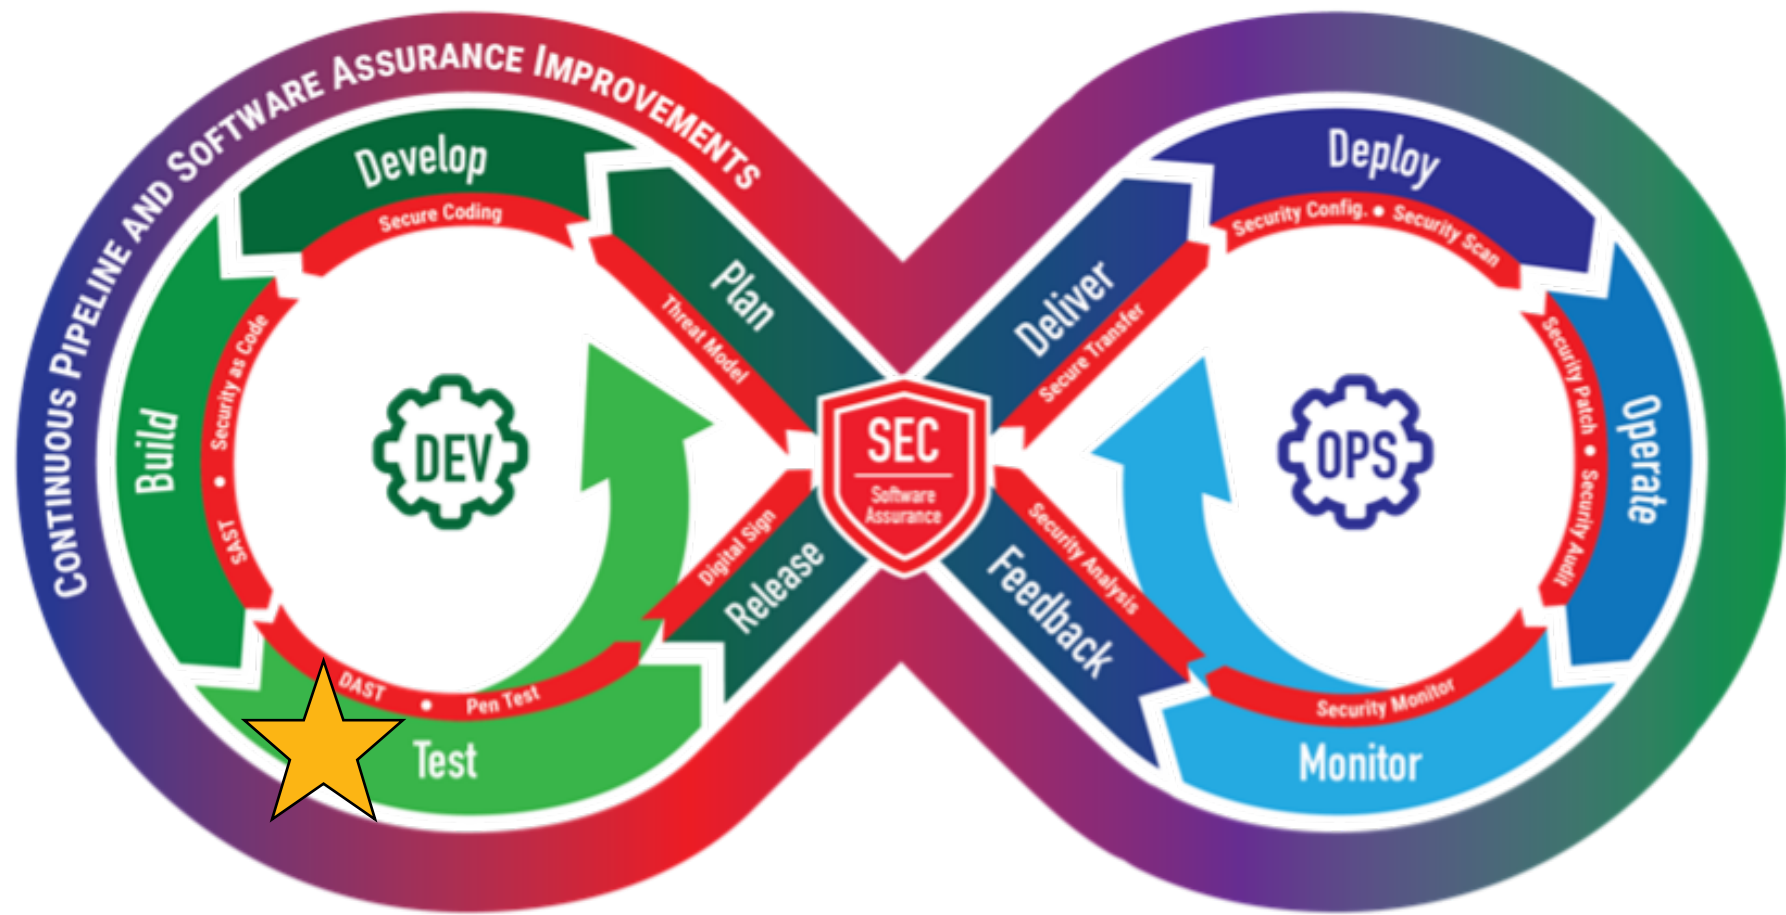 CONTINUOUS PIPELINE AND SOFTWARE ASSURANCE IMPROVEMENTS
Develop
Secure Coding
Plan
Threat Model
Build
Security as Code • SAST
DEV
DAST • Pen Test
Test
Digital Sign
Release
SEC
Software
Assurance
Deliver
Secure Transfer
Deploy
Security Config. • Security Scan
Operate
Security Patch • Security Audit
OPS
Security Monitor
Monitor
Security Analysis
Feedback